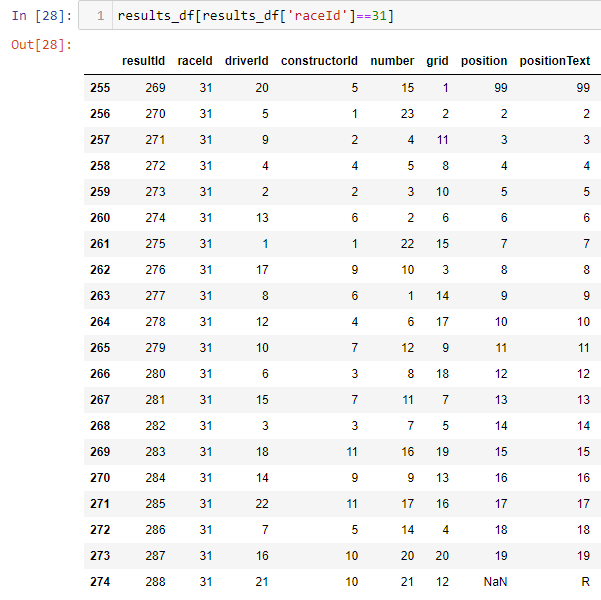 In [28]: 1 results_df[results_df['raceId']==31]
Out[28]:
resultId raceId driverId constructorId number grid position positionText
255 269 31 20 5 15 1 99 99
256 270 31 5 1 23 2 2 2
257 271 31 9 2 4 11 3 3
258 272 31 4 4 5 8 4 4
259 273 31 2 2 3 10 5 5
260 274 31 13 6 2 6 6 6
261 275 31 1 1 22 15 7 7
262 276 31 17 9 10 3 8 8
263 277 31 8 6 1 14 9 9
264 278 31 12 4 6 17 10 10
265 279 31 10 7 12 9 11 11
266 280 31 6 3 8 18 12 12
267 281 31 15 7 11 7 13 13
268 282 31 3 3 7 5 14 14
269 283 31 18 11 16 19 15 15
270 284 31 14 9 9 13 16 16
271 285 31 22 11 17 16 17 17
272 286 31 7 5 14 4 18 18
273 287 31 16 10 20 20 19 19
274 288 31 21 10 21 12 NaN R